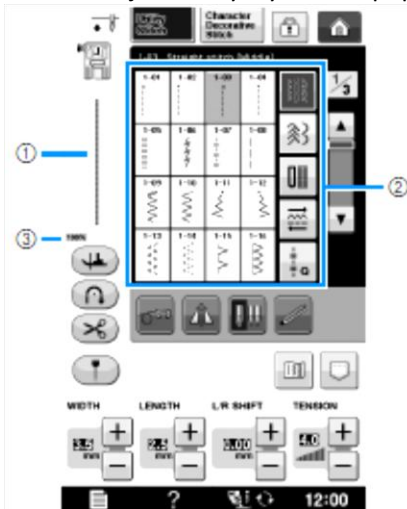 Character
Decorative
Stitch
1-03 Straight stitch (Middle)
1/3
1-01 1-02 1-03 1-04
1-05 1-06 1-07 1-08
①
②
1-09 1-10 1-11 1-12
③ 100%
1-13 1-14 1-15 1-16
WIDTH LENGTH L/R SHIFT TENSION
3.5 mm + − 2.5 mm + − 0.00 mm + − 4.0 + −
? 12:00